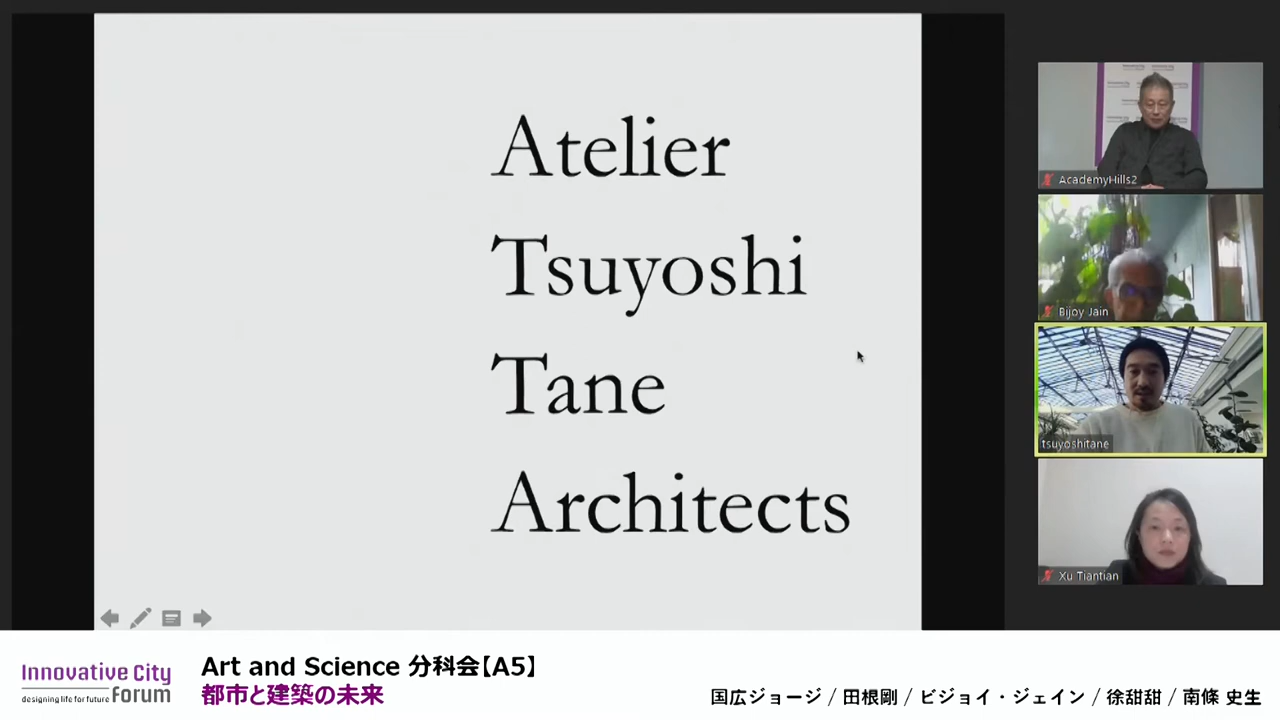 Atelier
Tsuyoshi
Tane
Architects
AcademyHills2
Bijoy Jain
tsuyoshitane
Xu Tiantian
Innovative City
designing life for future Forum
Art and Science 分科会【A5】
都市と建築の未来
国広ジョージ / 田根剛 / ビジョイ・ジェイン / 徐甜甜 / 南條 史生